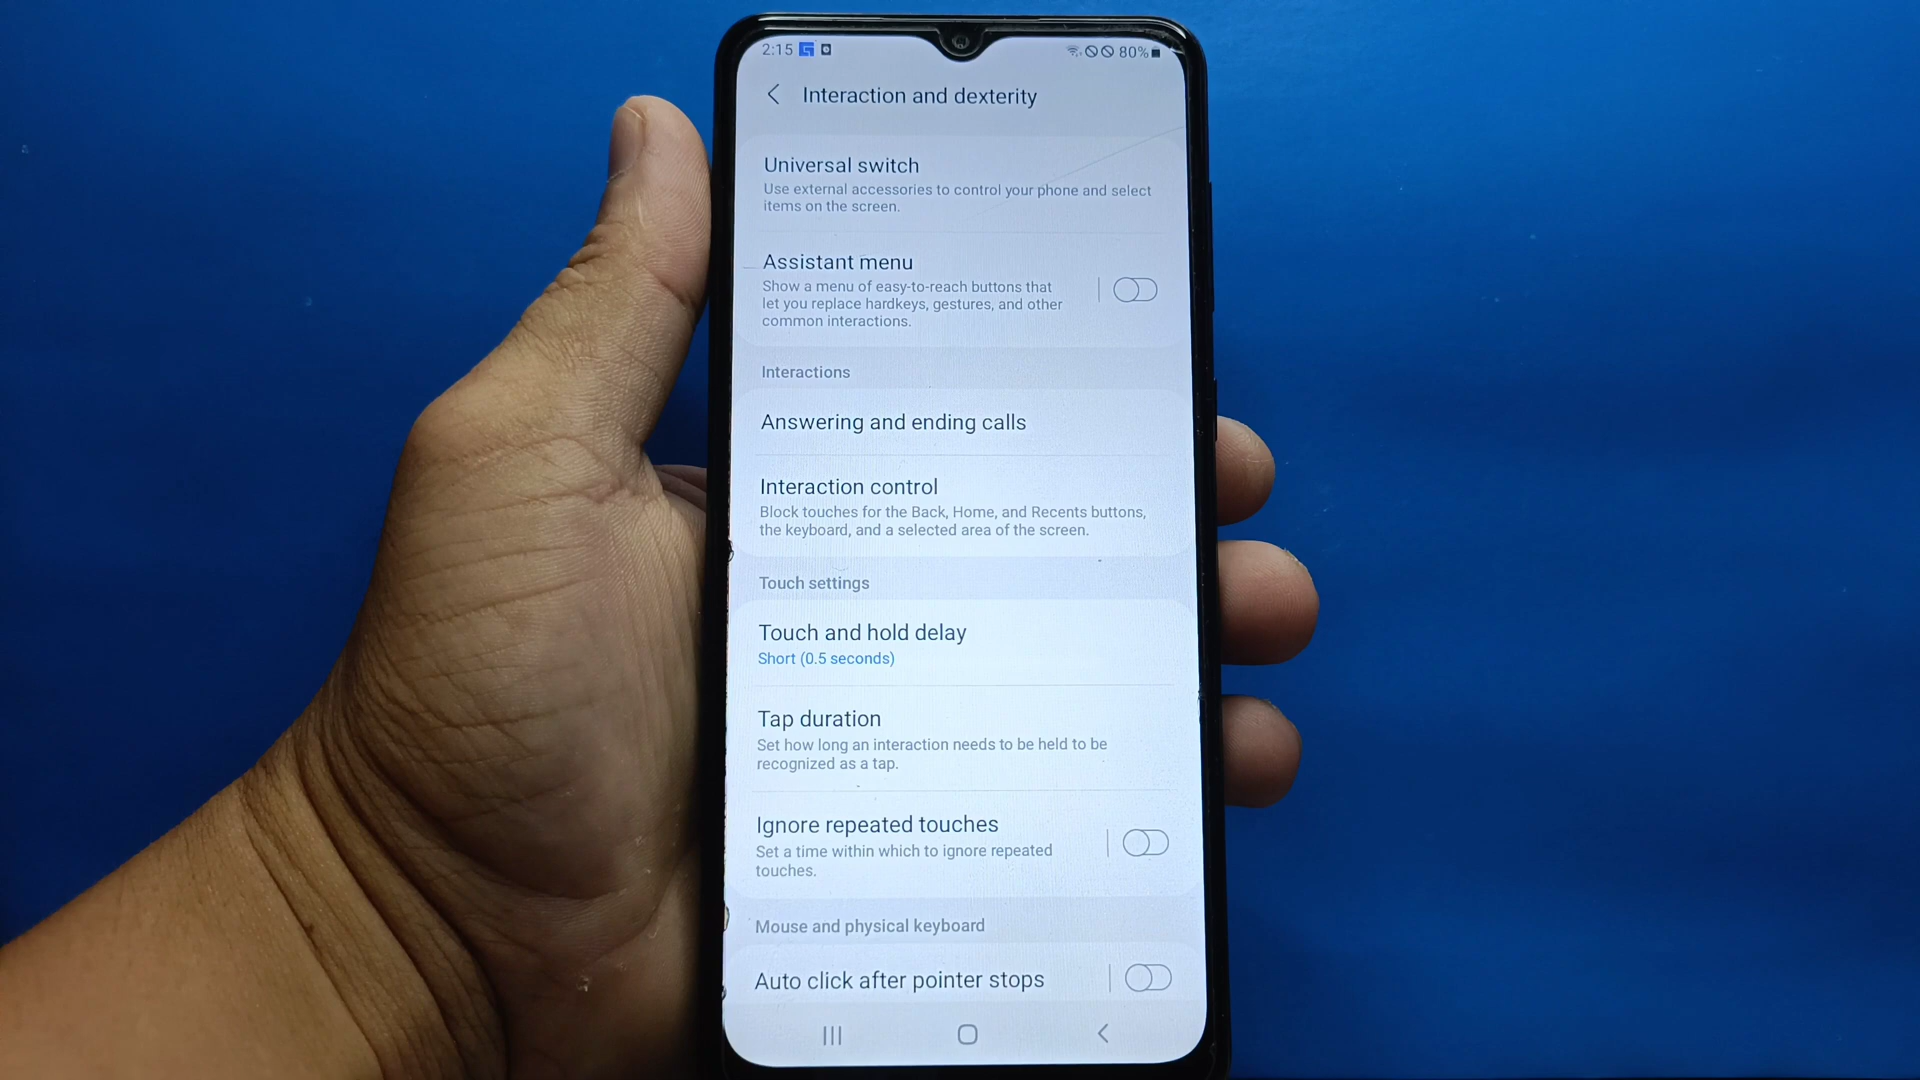 2:15 80%
Interaction and dexterity
Universal switch
Use external accessories to control your phone and select
items on the screen.
Assistant menu
Show a menu of easy-to-reach buttons that
let you replace hardkeys, gestures, and other
common interactions.
Interactions
Answering and ending calls
Interaction control
Block touches for the Back, Home, and Recents buttons,
the keyboard, and a selected area of the screen.
Touch settings
Touch and hold delay
Short (0.5 seconds)
Tap duration
Set how long an interaction needs to be held to be
recognized as a tap.
Ignore repeated touches
Set a time within which to ignore repeated
touches.
Mouse and physical keyboard
Auto click after pointer stops